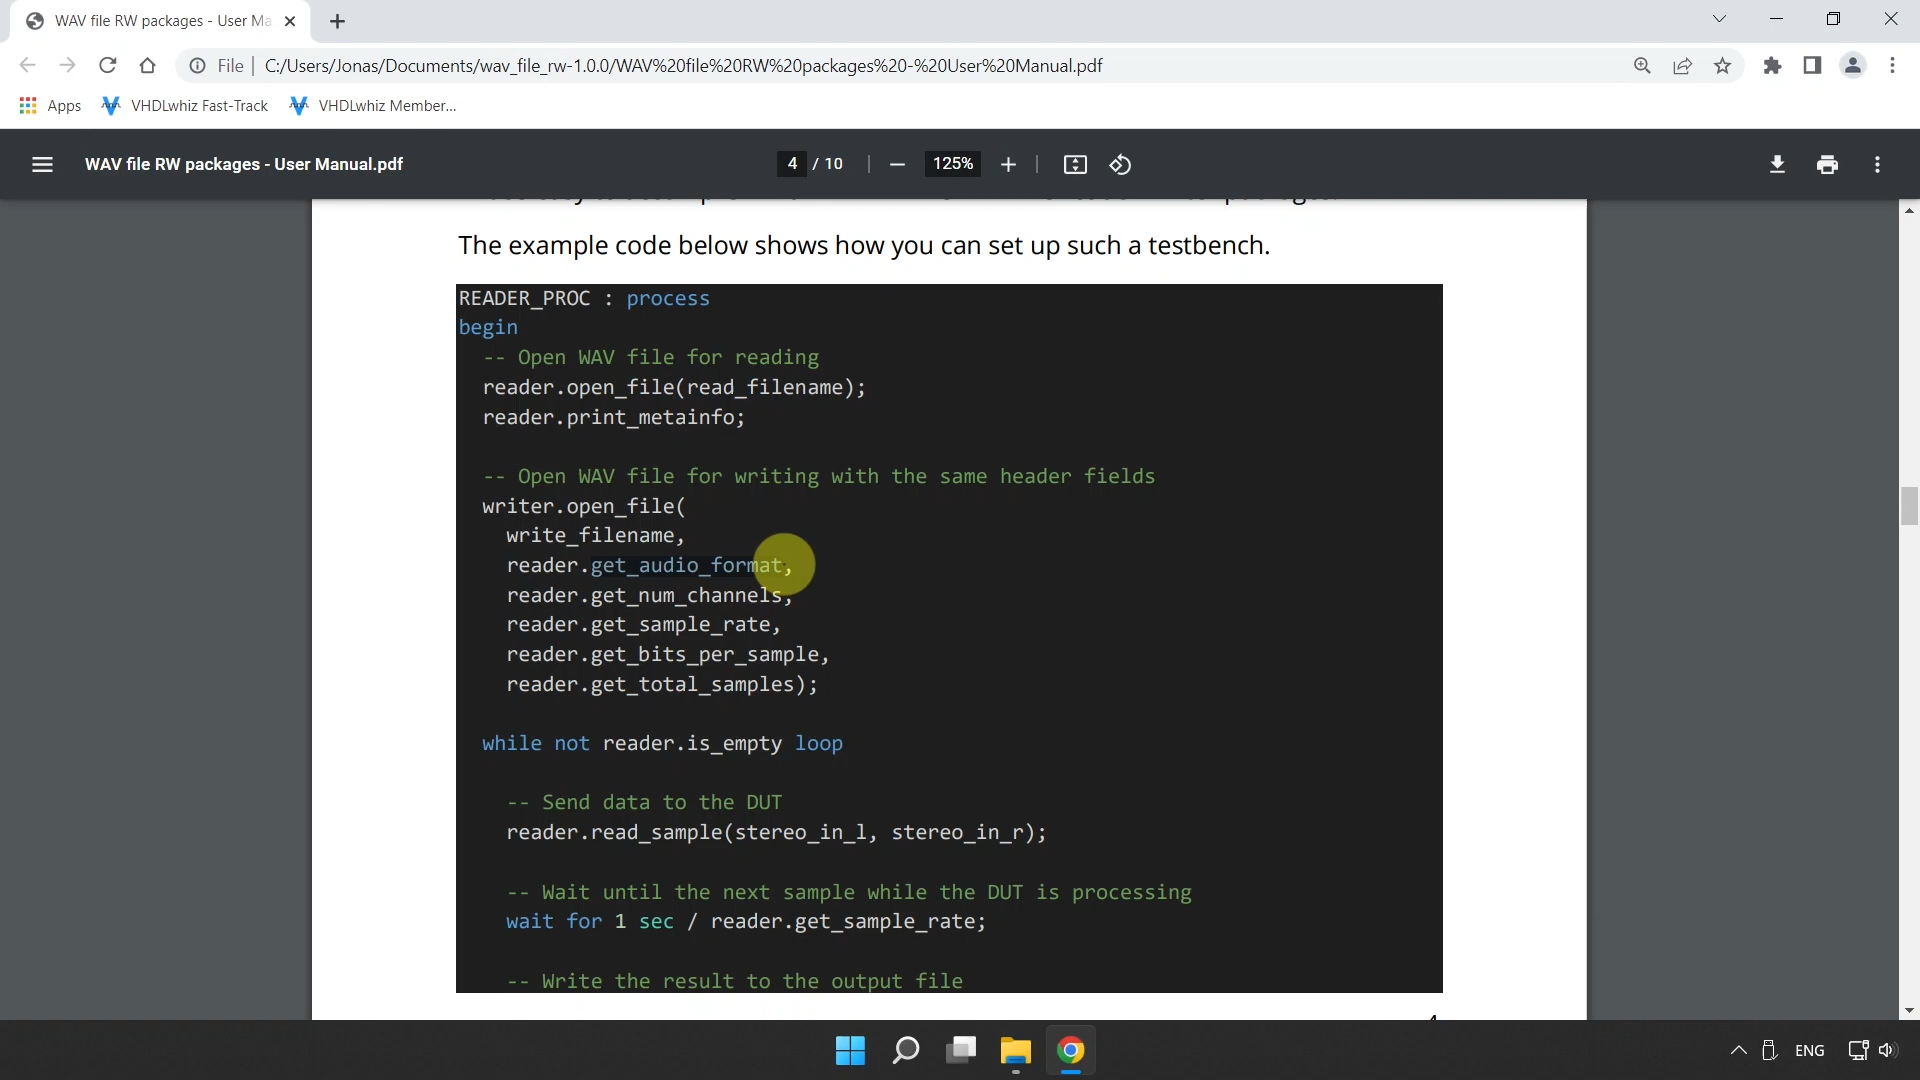 WAV file RW packages - User Ma
File
C:/Users/Jonas/Documents/wav_file_rw-1.0.0/WAV%20file%20RW%20packages%20-%20User%20Manual.pdf
Apps
VHDLwhiz Fast-Track
VHDLwhiz Member...
WAV file RW packages - User Manual.pdf
4 / 10
125%
The example code below shows how you can set up such a testbench.
READER_PROC : process
begin
-- Open WAV file for reading
reader.open_file(read_filename);
reader.print_metainfo;
-- Open WAV file for writing with the same header fields
writer.open_file(
write_filename,
reader.get_audio_format,
reader.get_num_channels,
reader.get_sample_rate,
reader.get_bits_per_sample,
reader.get_total_samples);
while not reader.is_empty loop
-- Send data to the DUT
reader.read_sample(stereo_in_l, stereo_in_r);
-- Wait until the next sample while the DUT is processing
wait for 1 sec / reader.get_sample_rate;
-- Write the result to the output file
ENG